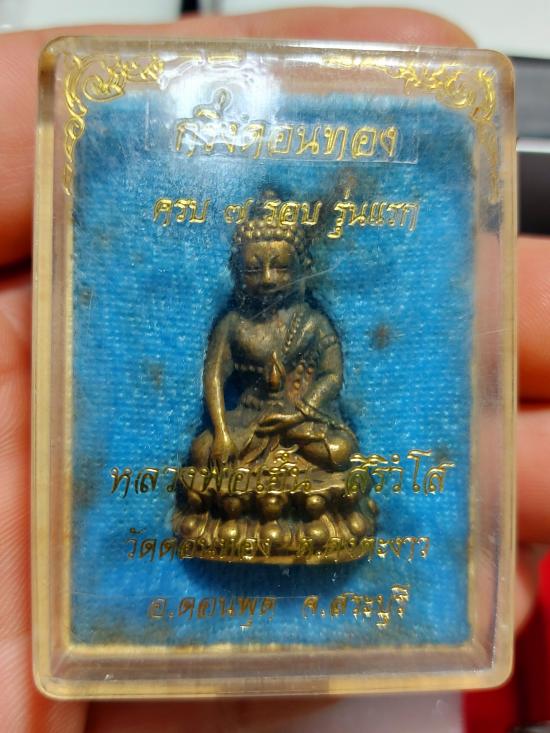 กริ่งดอนทอง
ครบ ๗ รอบ รุ่นแรก
หลวงพ่อเย็น สิริวํโส
วัดดอนทอง ต.ดงตะงาว
อ.ดอนพุด จ.สระบุรี